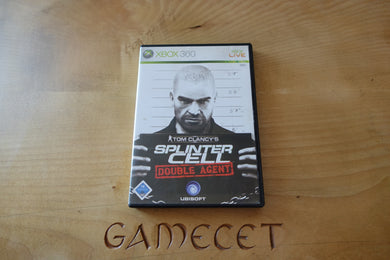 XBOX 360
LIVE
TOM CLANCY'S
SPLINTER
CELL
DOUBLE AGENT
UBISOFT
GAMECET